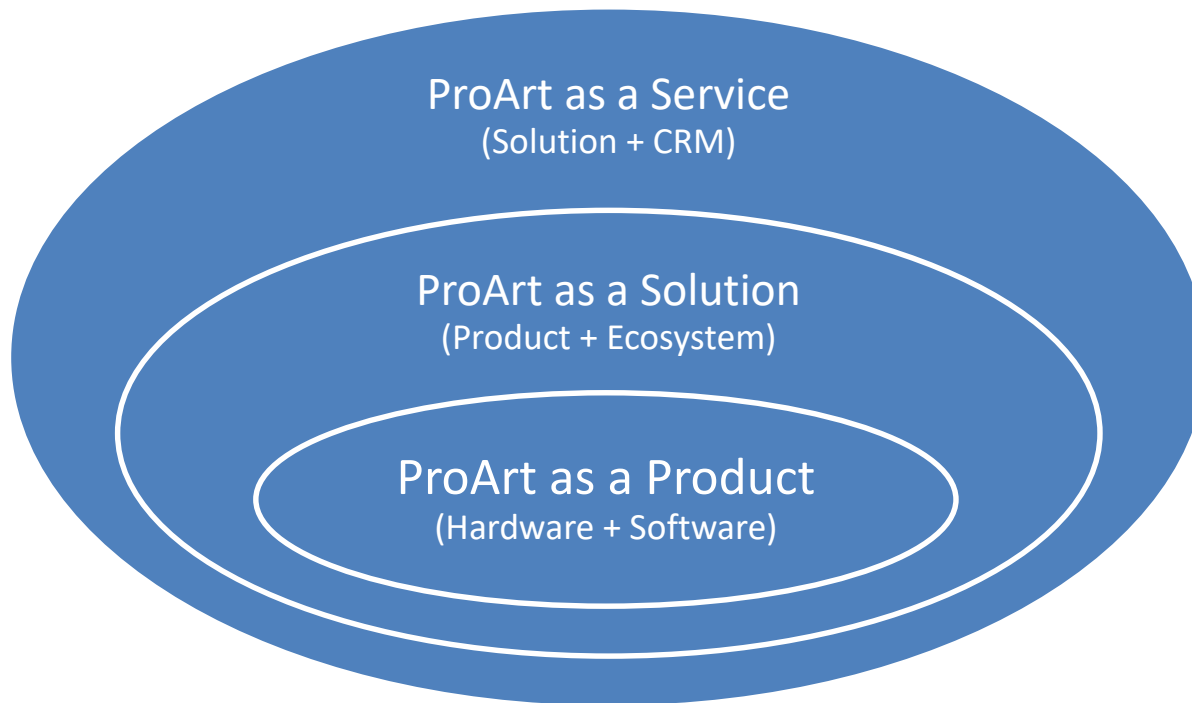 ProArt as a Service
(Solution + CRM)
ProArt as a Solution
(Product + Ecosystem)
ProArt as a Product
(Hardware + Software)